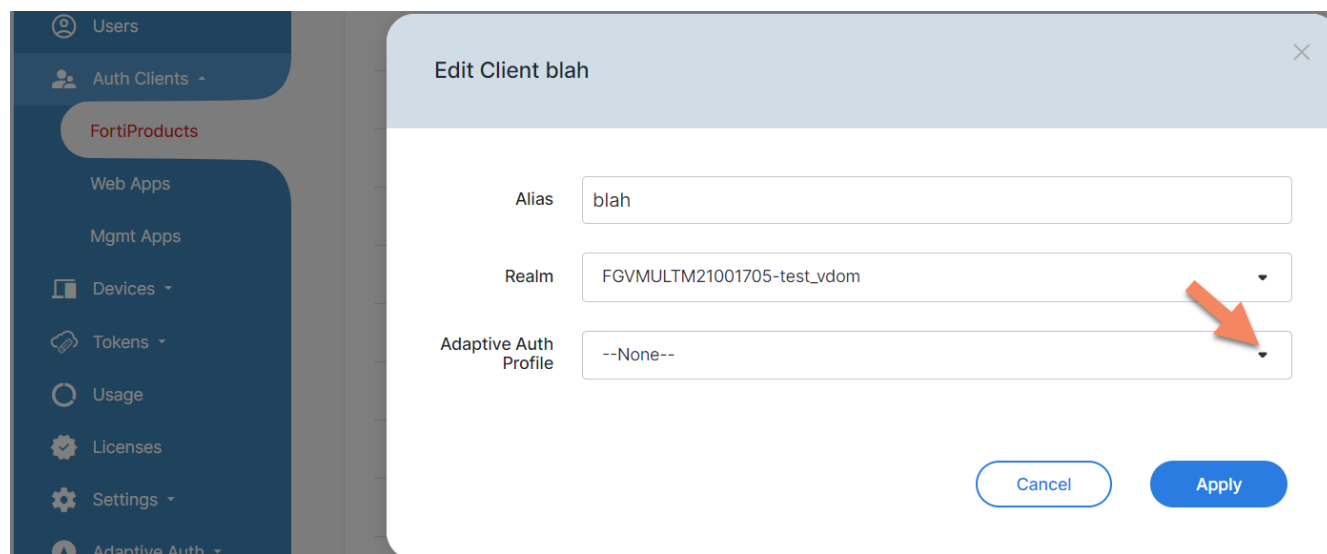 Users
Auth Clients
FortiProducts
Web Apps
Mgmt Apps
Devices
Tokens
Usage
Licenses
Settings
Adaptive Auth
Edit Client blah
Alias
blah
Realm
FGVMULTM21001705-test_vdom
Adaptive Auth
Profile
--None--
Cancel
Apply